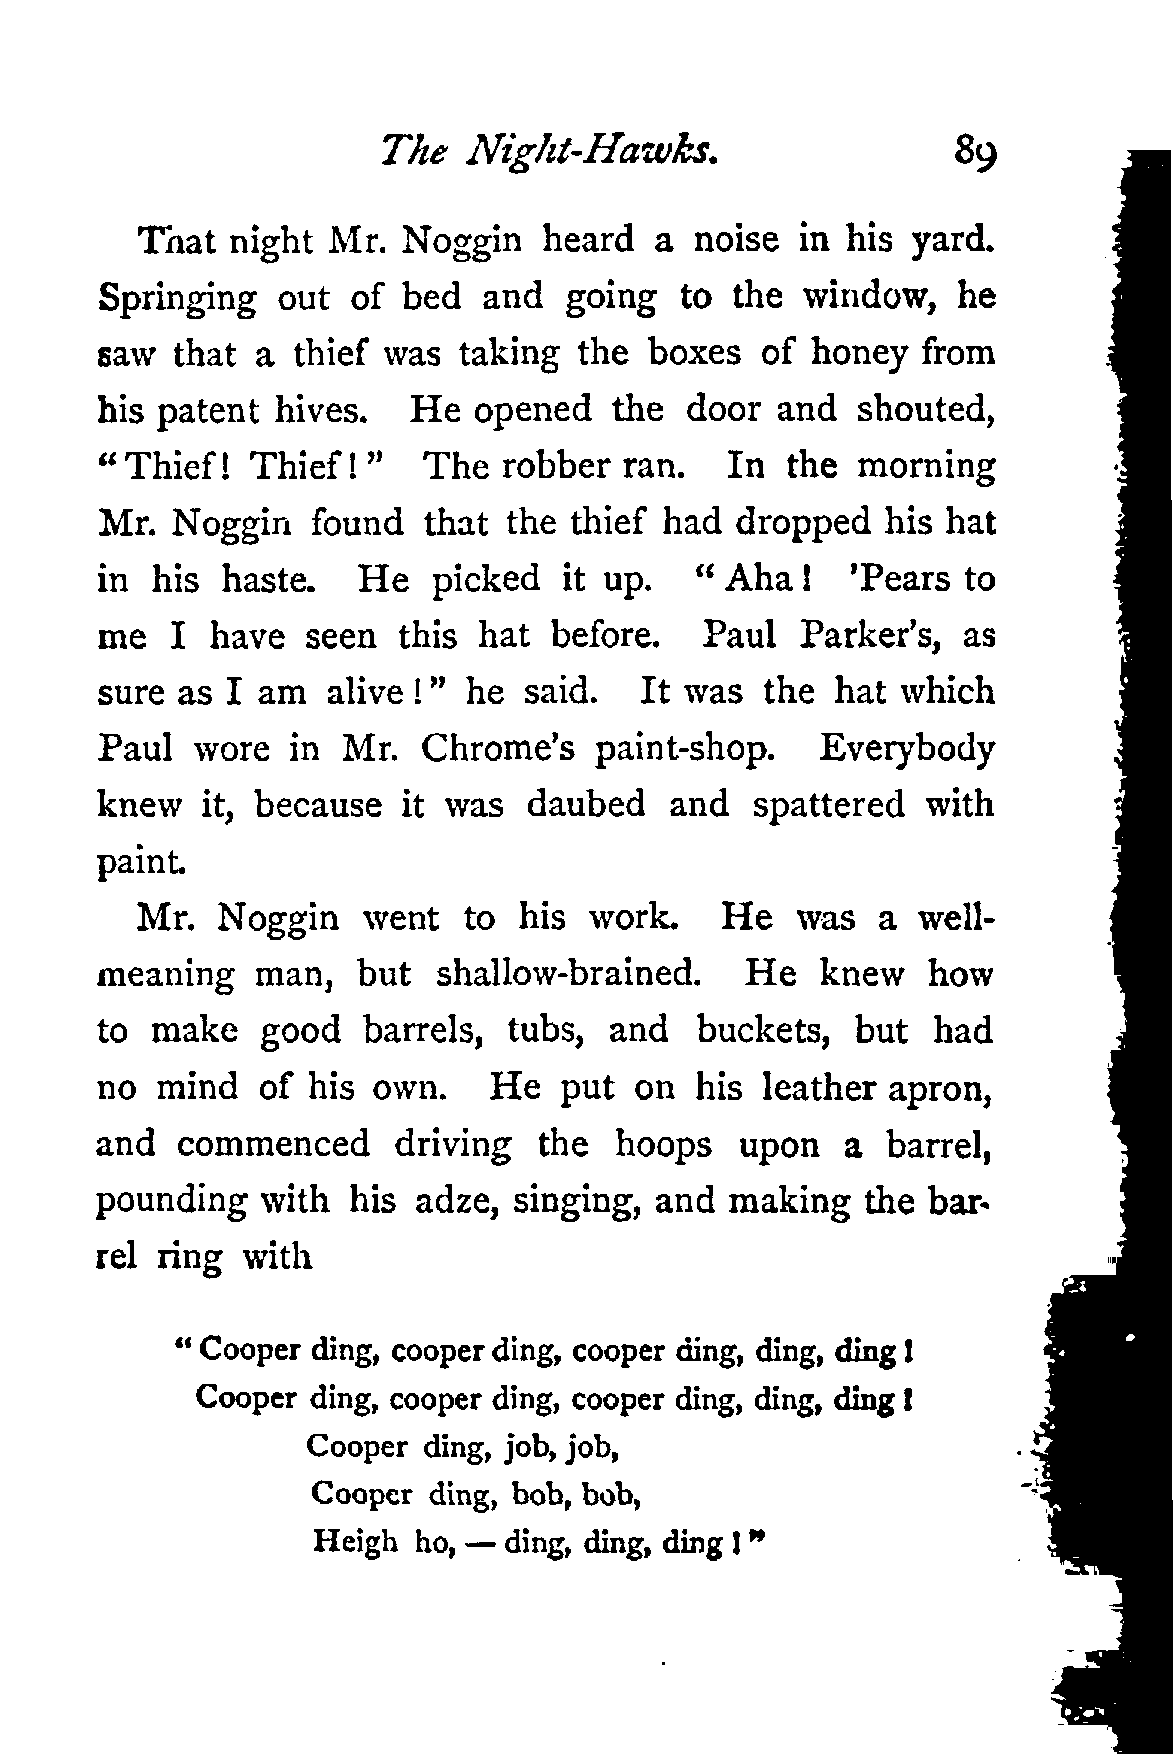 The Night-Hawks. 89
That night Mr. Noggin heard a noise in his yard.
Springing out of bed and going to the window, he
saw that a thief was taking the boxes of honey from
his patent hives. He opened the door and shouted,
“Thief! Thief!” The robber ran. In the morning
Mr. Noggin found that the thief had dropped his hat
in his haste. He picked it up. “Aha! ’Pears to
me I have seen this hat before. Paul Parker’s, as
sure as I am alive!” he said. It was the hat which
Paul wore in Mr. Chrome’s paint-shop. Everybody
knew it, because it was daubed and spattered with
paint.
Mr. Noggin went to his work. He was a well-
meaning man, but shallow-brained. He knew how
to make good barrels, tubs, and buckets, but had
no mind of his own. He put on his leather apron,
and commenced driving the hoops upon a barrel,
pounding with his adze, singing, and making the bar-
rel ring with
“Cooper ding, cooper ding, cooper ding, ding, ding!
Cooper ding, cooper ding, cooper ding, ding, ding!
Cooper ding, job, job,
Cooper ding, bob, bob,
Heigh ho, — ding, ding, ding!”